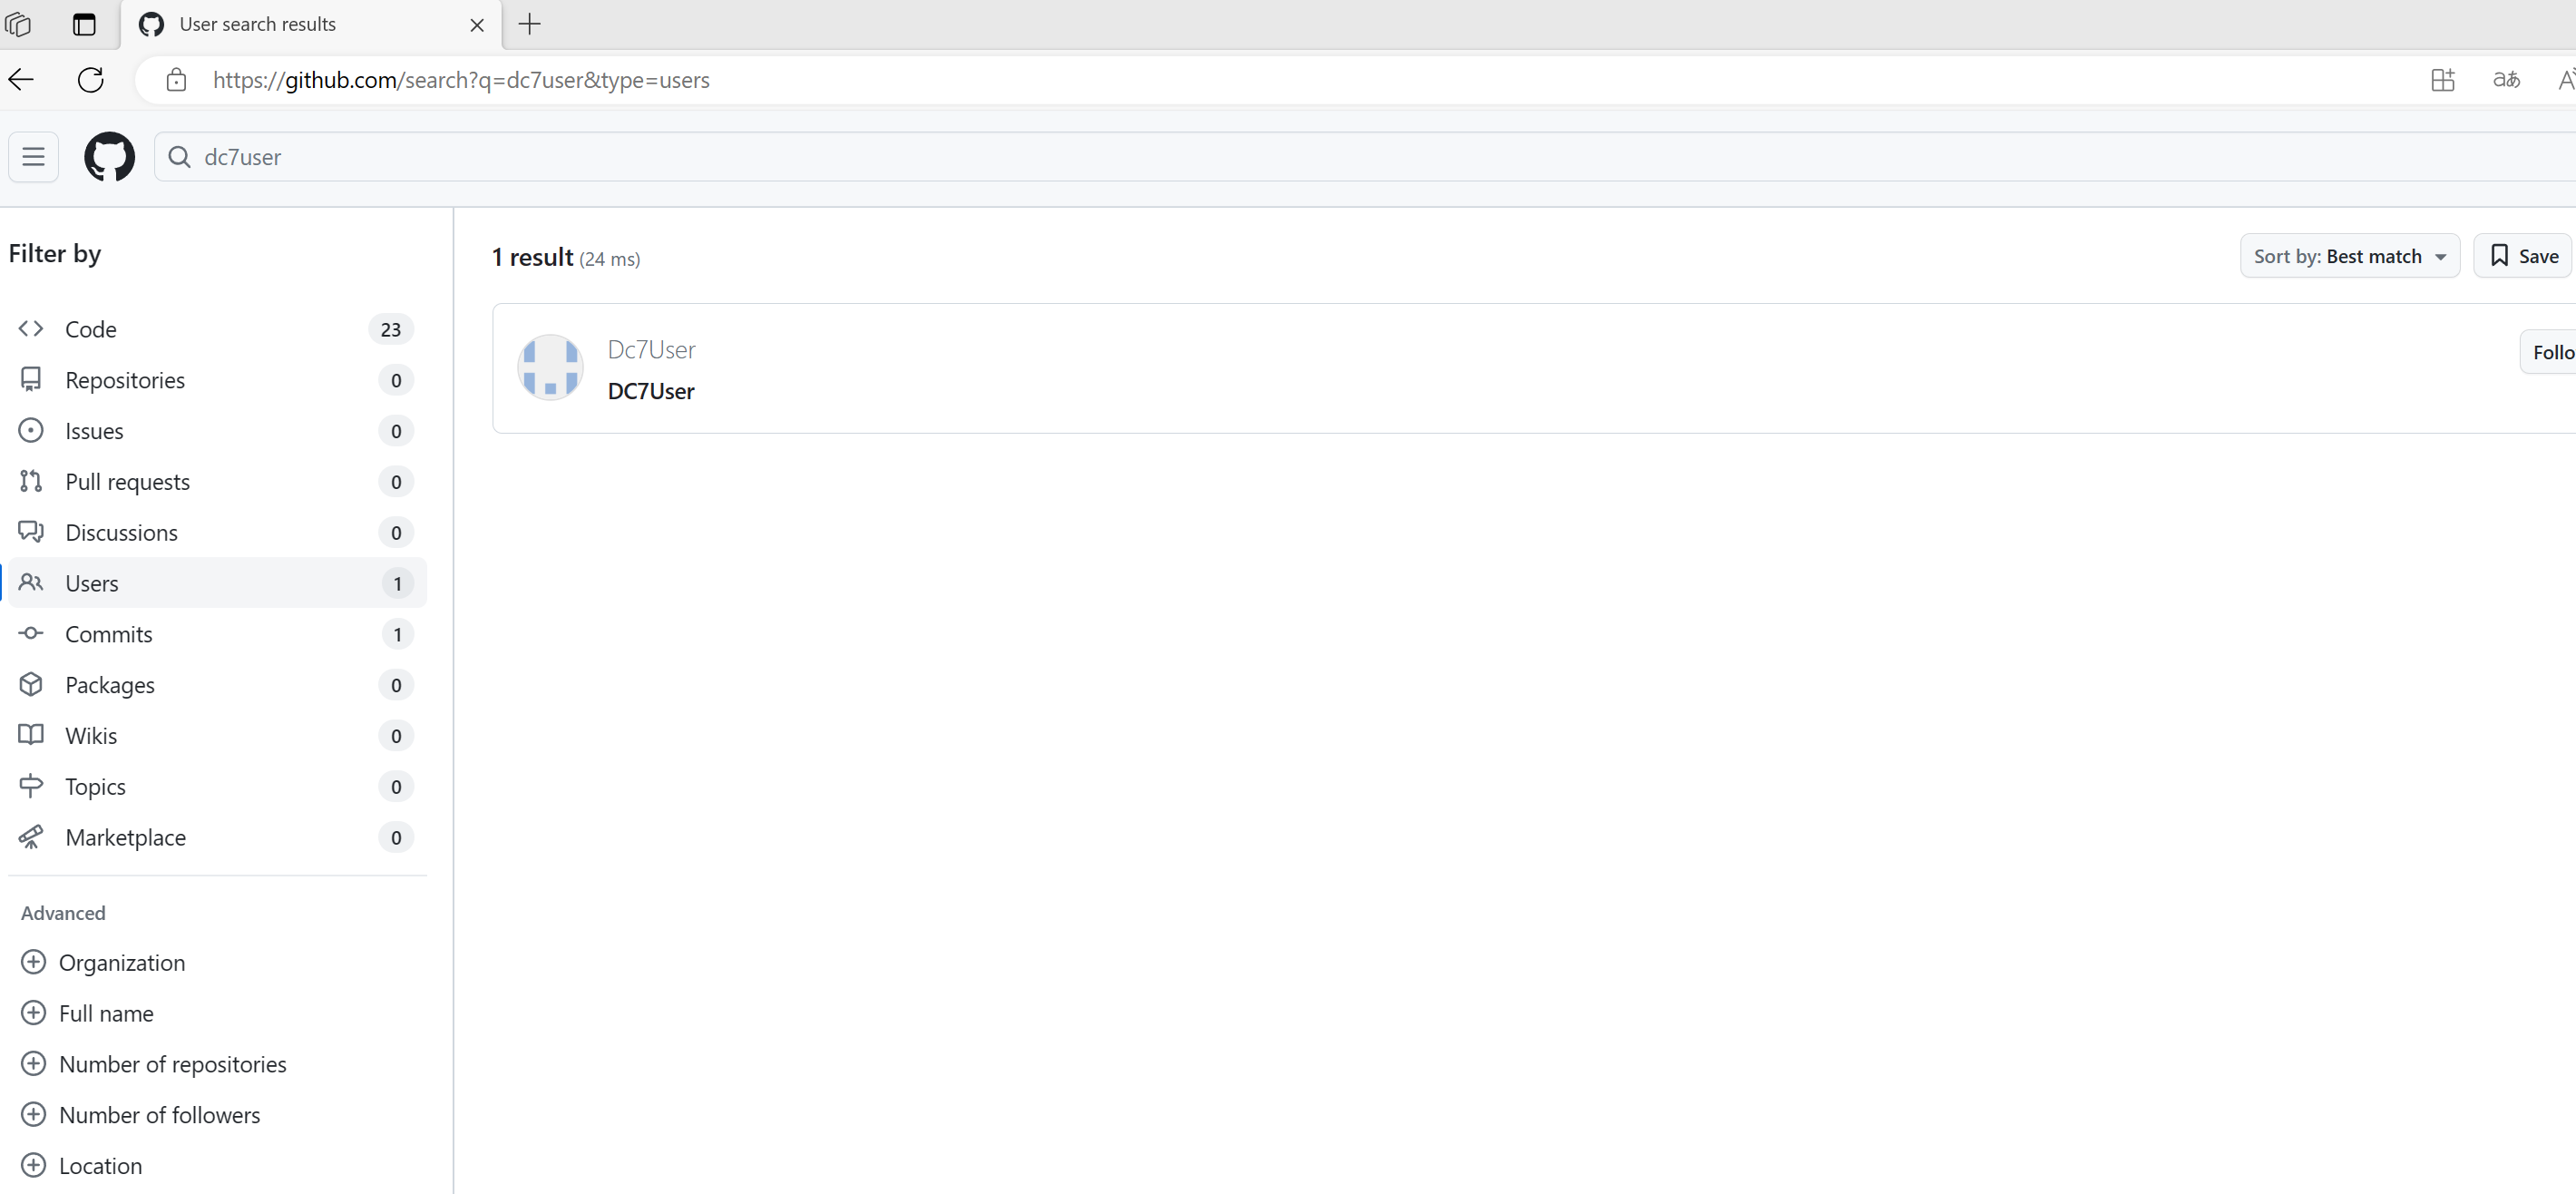 User search results
https://github.com/search?q=dc7user&type=users
dc7user
Filter by
Code 23
Repositories 0
Issues 0
Pull requests 0
Discussions 0
Users 1
Commits 1
Packages 0
Wikis 0
Topics 0
Marketplace 0
Advanced
Organization
Full name
Number of repositories
Number of followers
Location
1 result (24 ms)
Sort by: Best match
Save
Dc7User
DC7User
Follo